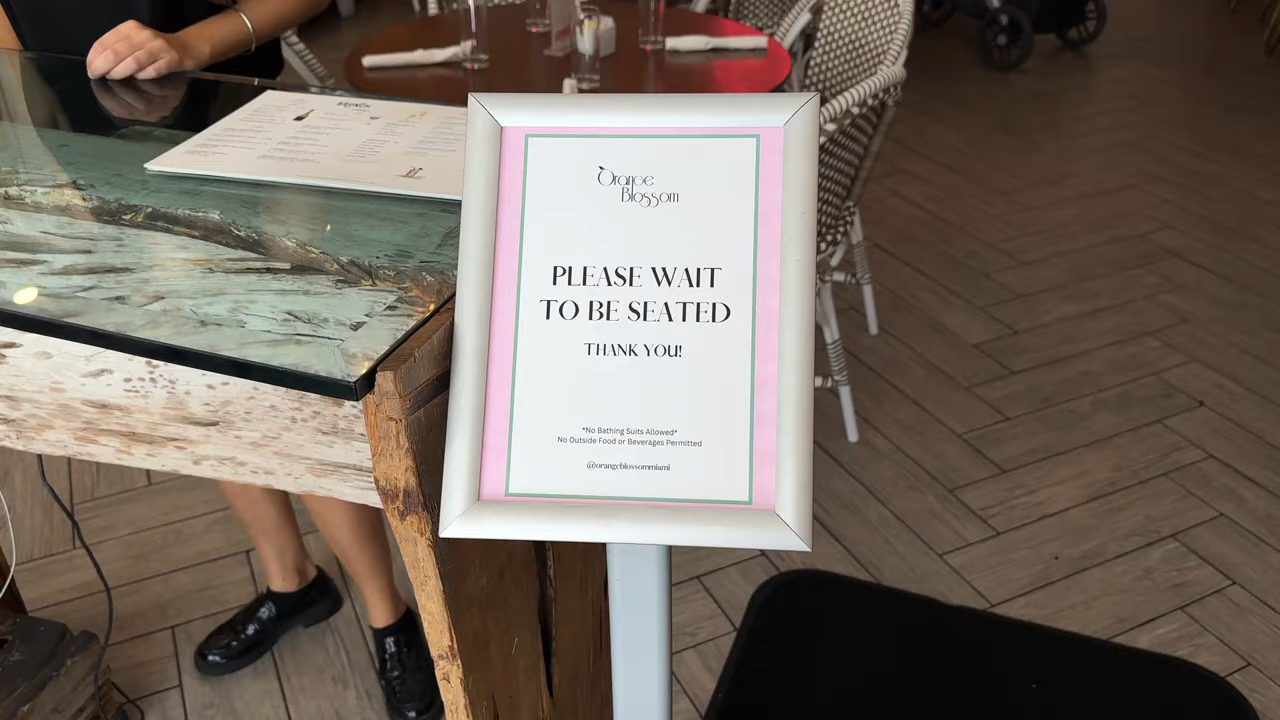 BRUNCH
Orange
Blossom
PLEASE WAIT
TO BE SEATED
THANK YOU!
*No Bathing Suits Allowed*
No Outside Food or Beverages Permitted
@orangeblossommiami